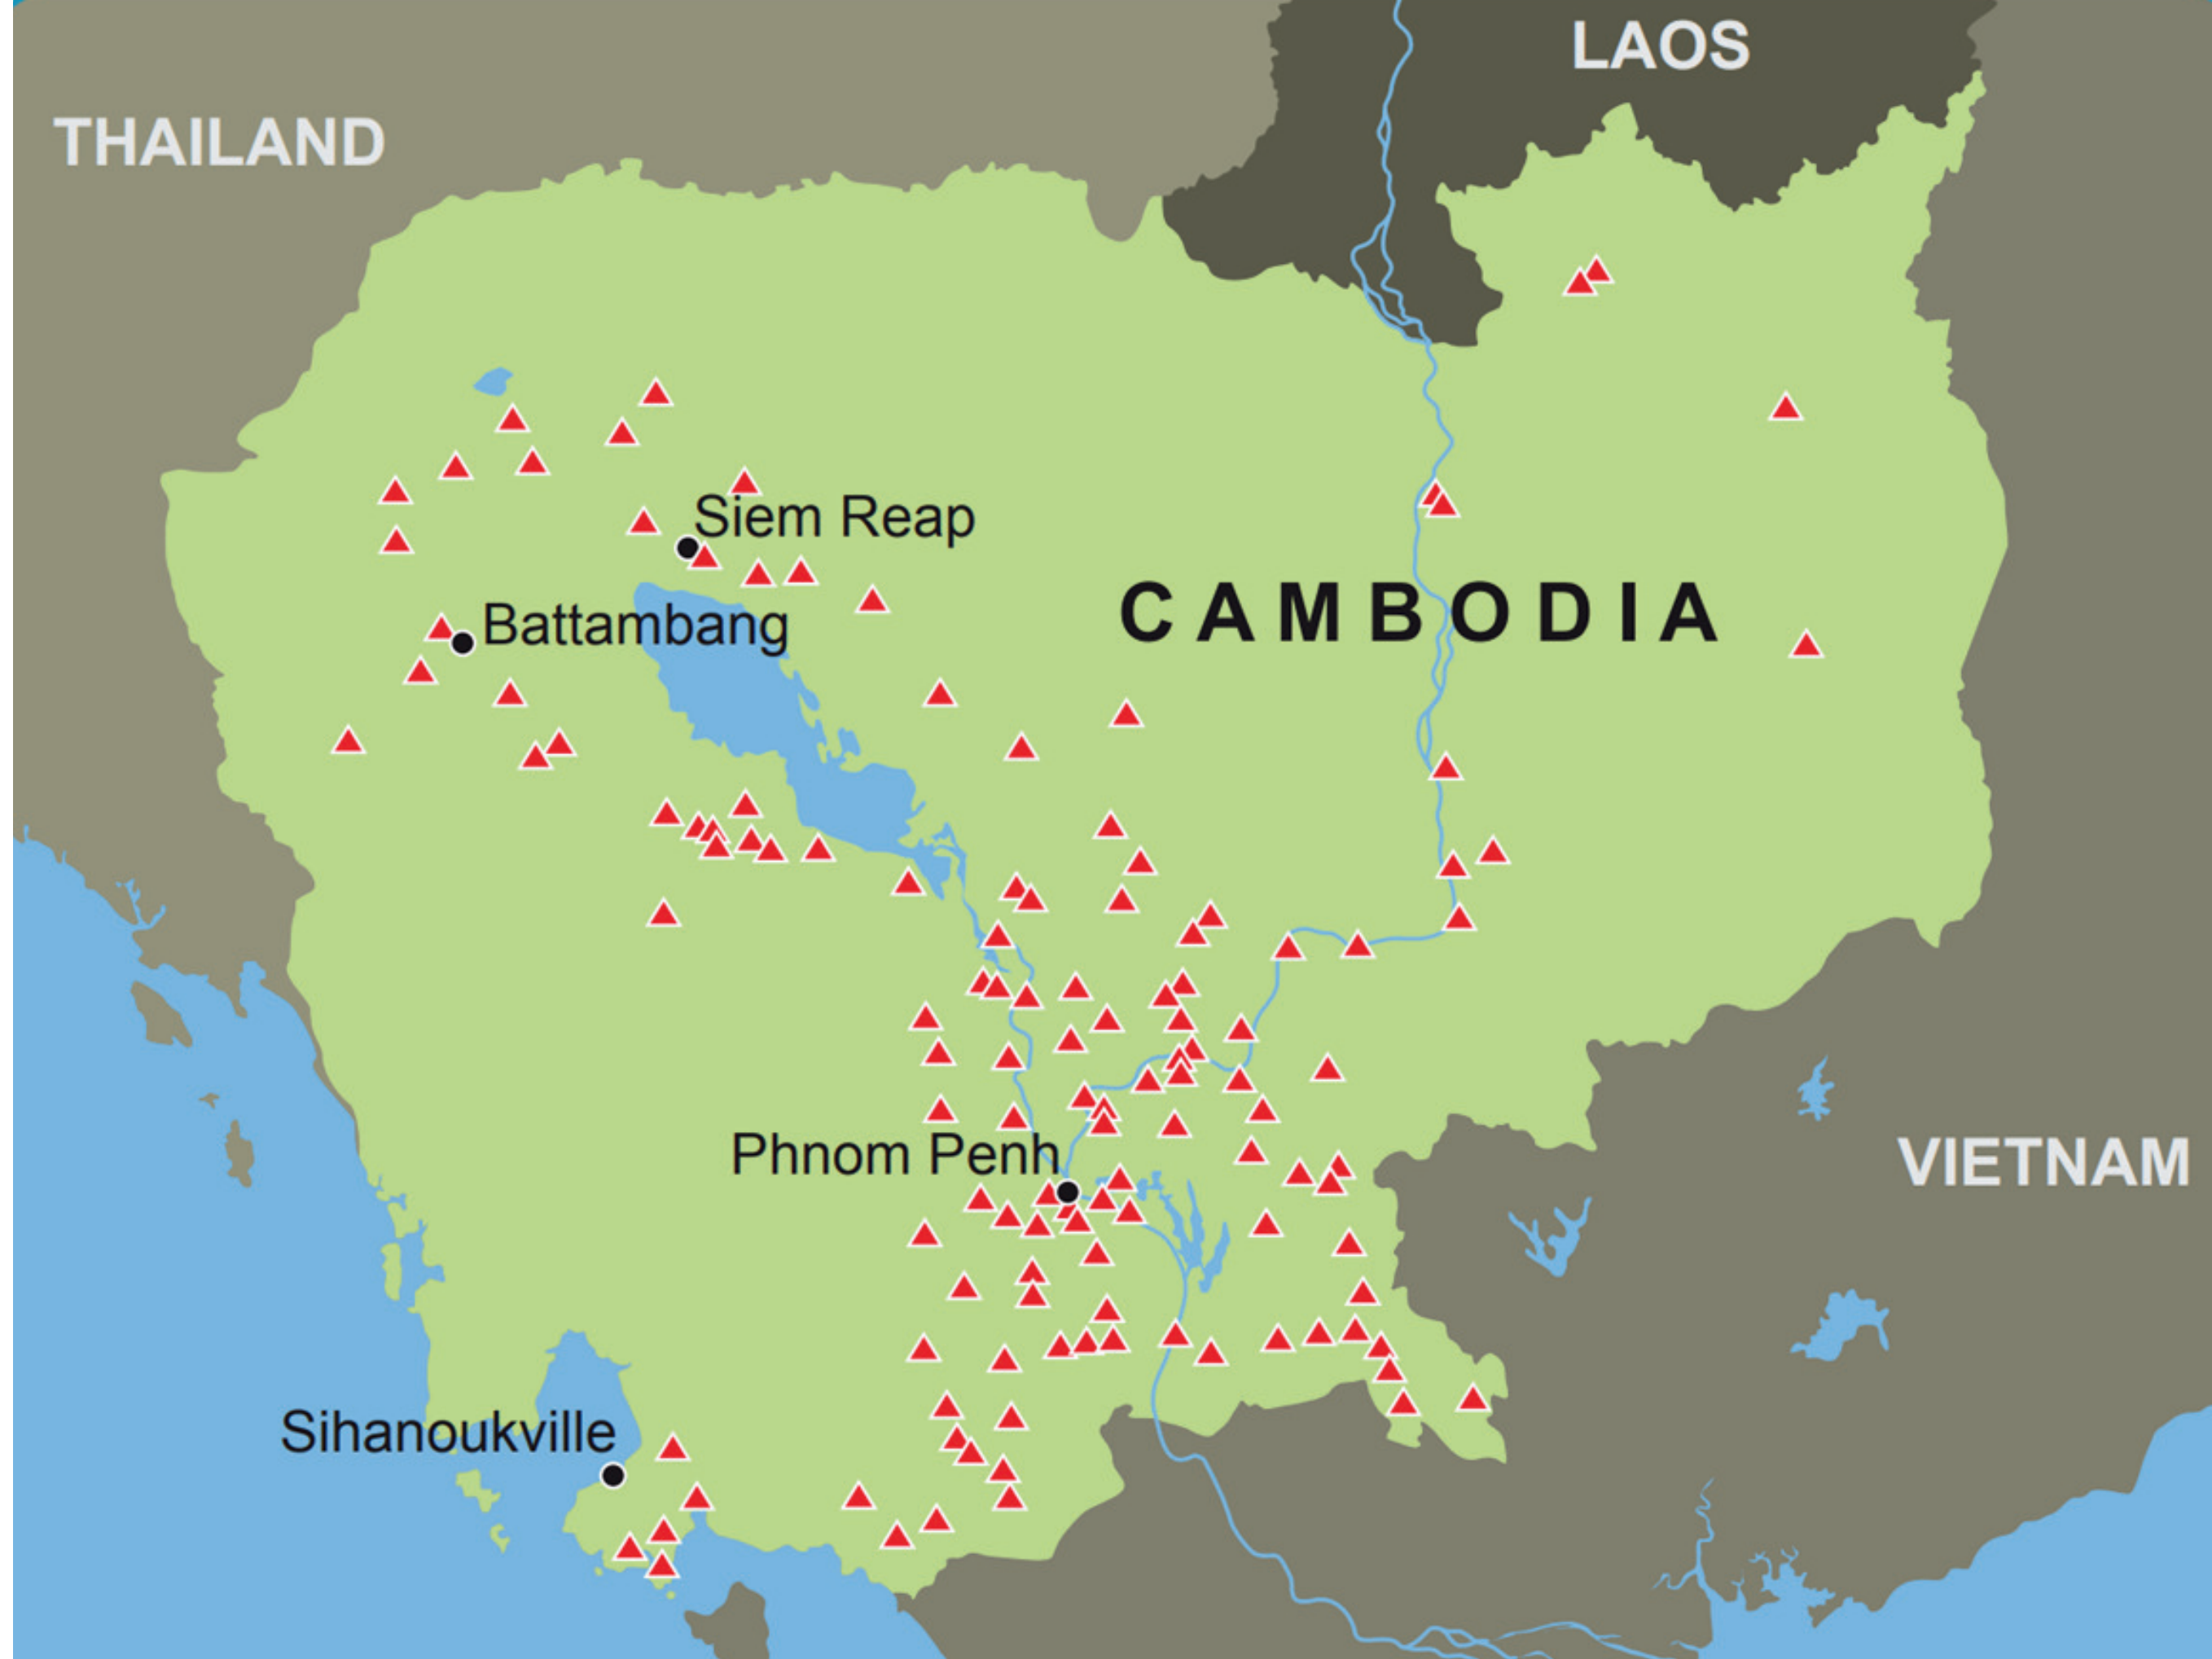 LAOS
THAILAND
Siem Reap
CAMBODIA
Battambang
Phnom Penh
VIETNAM
Sihanoukville